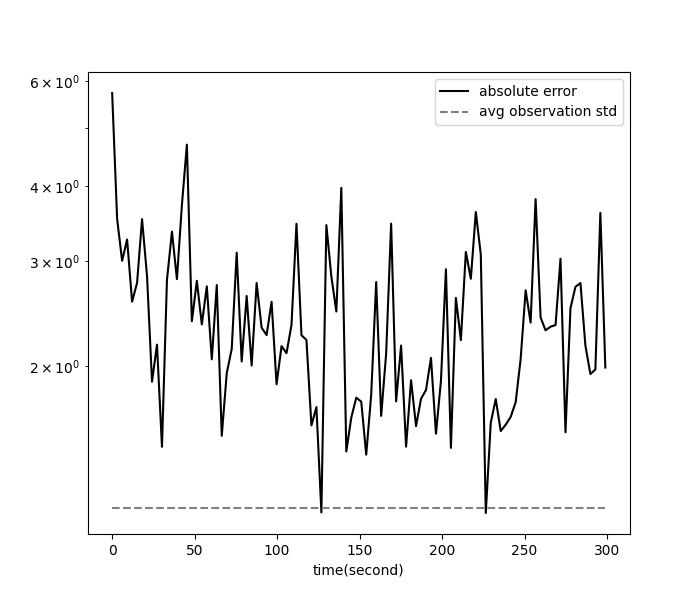 6 × 10⁰
4 × 10⁰
3 × 10⁰
2 × 10⁰
absolute error
avg observation std
0 50 100 150 200 250 300
time(second)